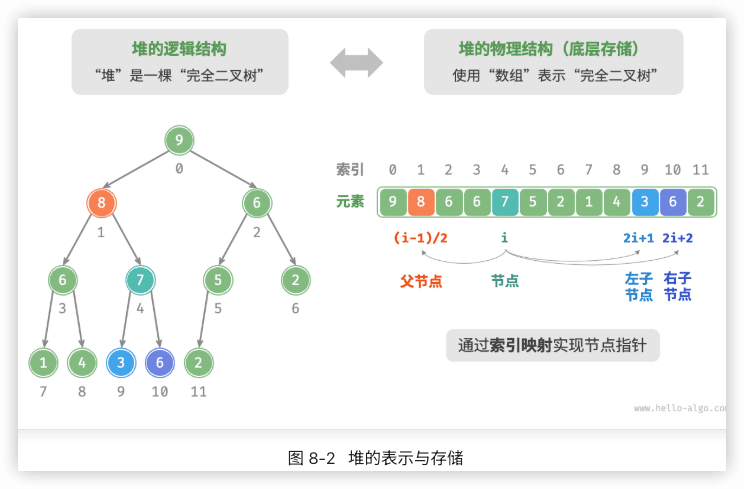 堆的逻辑结构
“堆”是一棵“完全二叉树”
堆的物理结构（底层存储）
使用“数组”表示“完全二叉树”
9
0
8
6
1
2
6
7
5
2
3
4
5
6
1
4
3
6
2
7
8
9
10
11
索引 0 1 2 3 4 5 6 7 8 9 10 11
元素 9 8 6 6 7 5 2 1 4 3 6 2
(i-1)/2 i 2i+1 2i+2
父节点 节点 左子节点 右子节点
通过索引映射实现节点指针
www.hello-algo.com
图 8-2 堆的表示与存储